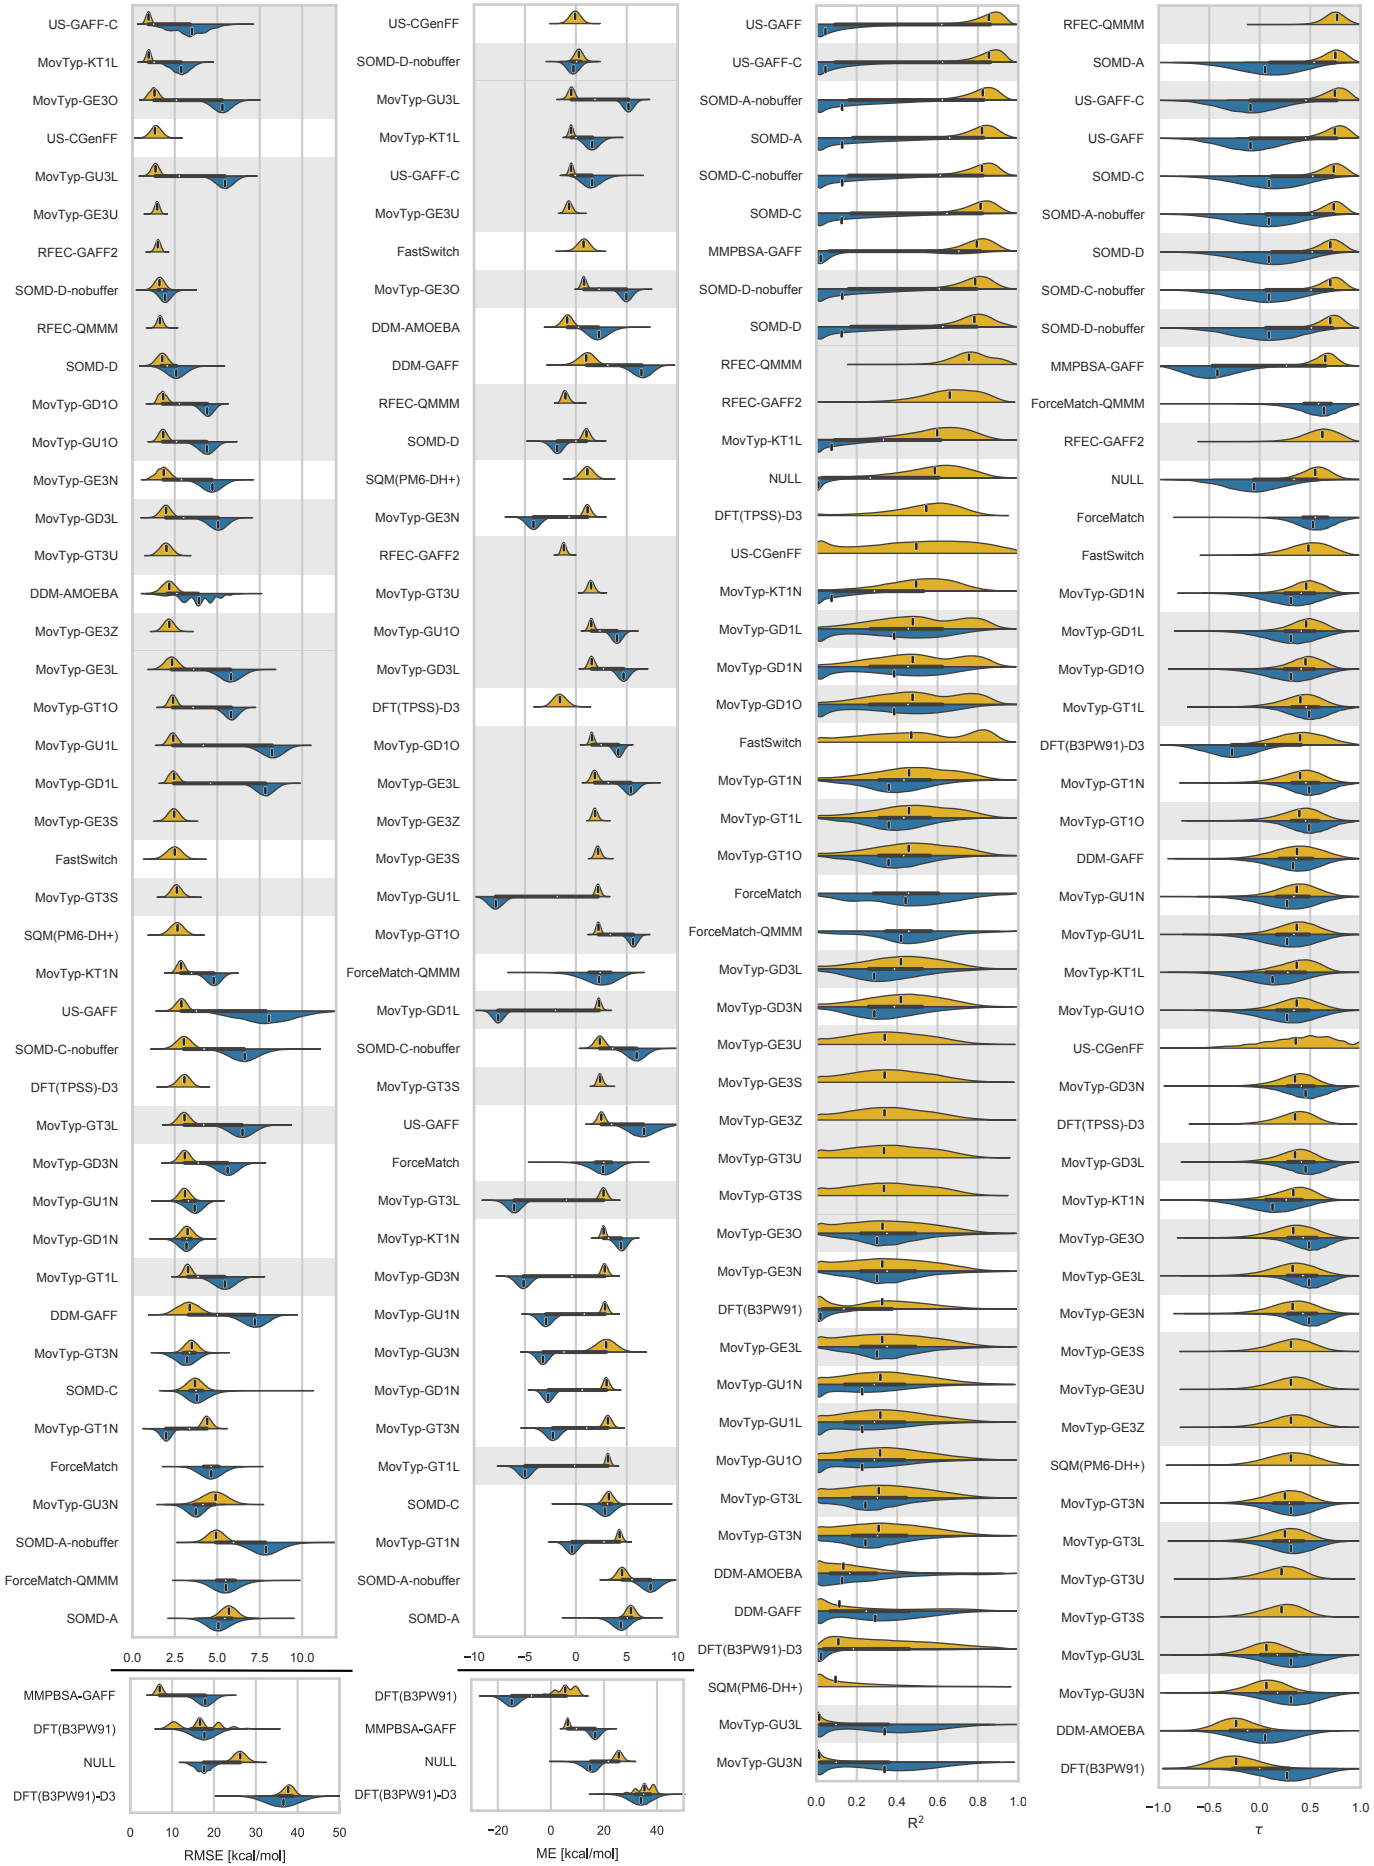 US-GAFF-C
MovTyp-KT1L
MovTyp-GE3O
US-CGenFF
MovTyp-GU3L
MovTyp-GE3U
RFEC-GAFF2
SOMD-D-nobuffer
RFEC-QMMM
SOMD-D
MovTyp-GD1O
MovTyp-GU1O
MovTyp-GE3N
MovTyp-GD3L
MovTyp-GT3U
DDM-AMOEBA
MovTyp-GE3Z
MovTyp-GE3L
MovTyp-GT1O
MovTyp-GU1L
MovTyp-GD1L
MovTyp-GE3S
FastSwitch
MovTyp-GT3S
SQM(PM6-DH+)
MovTyp-KT1N
US-GAFF
SOMD-C-nobuffer
DFT(TPSS)-D3
MovTyp-GT3L
MovTyp-GD3N
MovTyp-GU1N
MovTyp-GD1N
MovTyp-GT1L
DDM-GAFF
MovTyp-GT3N
SOMD-C
MovTyp-GT1N
ForceMatch
MovTyp-GU3N
SOMD-A-nobuffer
ForceMatch-QMMM
SOMD-A
0.0 2.5 5.0 7.5 10.0
MMPBSA-GAFF
DFT(B3PW91)
NULL
DFT(B3PW91)-D3
0 10 20 30 40 50
RMSE [kcal/mol]
US-CGenFF
SOMD-D-nobuffer
MovTyp-GU3L
MovTyp-KT1L
US-GAFF-C
MovTyp-GE3U
FastSwitch
MovTyp-GE3O
DDM-AMOEBA
DDM-GAFF
RFEC-QMMM
SOMD-D
SQM(PM6-DH+)
MovTyp-GE3N
RFEC-GAFF2
MovTyp-GT3U
MovTyp-GU1O
MovTyp-GD3L
DFT(TPSS)-D3
MovTyp-GD1O
MovTyp-GE3L
MovTyp-GE3Z
MovTyp-GE3S
MovTyp-GU1L
MovTyp-GT1O
ForceMatch-QMMM
MovTyp-GD1L
SOMD-C-nobuffer
MovTyp-GT3S
US-GAFF
ForceMatch
MovTyp-GT3L
MovTyp-KT1N
MovTyp-GD3N
MovTyp-GU1N
MovTyp-GU3N
MovTyp-GD1N
MovTyp-GT3N
MovTyp-GT1L
SOMD-C
MovTyp-GT1N
SOMD-A-nobuffer
SOMD-A
−10 −5 0 5 10
DFT(B3PW91)
MMPBSA-GAFF
NULL
DFT(B3PW91)-D3
−20 0 20 40
ME [kcal/mol]
US-GAFF
US-GAFF-C
SOMD-A-nobuffer
SOMD-A
SOMD-C-nobuffer
SOMD-C
MMPBSA-GAFF
SOMD-D-nobuffer
SOMD-D
RFEC-QMMM
RFEC-GAFF2
MovTyp-KT1L
NULL
DFT(TPSS)-D3
US-CGenFF
MovTyp-KT1N
MovTyp-GD1L
MovTyp-GD1N
MovTyp-GD1O
FastSwitch
MovTyp-GT1N
MovTyp-GT1L
MovTyp-GT1O
ForceMatch
ForceMatch-QMMM
MovTyp-GD3L
MovTyp-GD3N
MovTyp-GE3U
MovTyp-GE3S
MovTyp-GE3Z
MovTyp-GT3U
MovTyp-GT3S
MovTyp-GE3O
MovTyp-GE3N
DFT(B3PW91)
MovTyp-GE3L
MovTyp-GU1N
MovTyp-GU1L
MovTyp-GU1O
MovTyp-GT3L
MovTyp-GT3N
DDM-AMOEBA
DDM-GAFF
DFT(B3PW91)-D3
SQM(PM6-DH+)
MovTyp-GU3L
MovTyp-GU3N
0.0 0.2 0.4 0.6 0.8 1.0
R²
RFEC-QMMM
SOMD-A
US-GAFF-C
US-GAFF
SOMD-C
SOMD-A-nobuffer
SOMD-D
SOMD-C-nobuffer
SOMD-D-nobuffer
MMPBSA-GAFF
ForceMatch-QMMM
RFEC-GAFF2
NULL
ForceMatch
FastSwitch
MovTyp-GD1N
MovTyp-GD1L
MovTyp-GD1O
MovTyp-GT1L
DFT(B3PW91)-D3
MovTyp-GT1N
MovTyp-GT1O
DDM-GAFF
MovTyp-GU1N
MovTyp-GU1L
MovTyp-KT1L
MovTyp-GU1O
US-CGenFF
MovTyp-GD3N
DFT(TPSS)-D3
MovTyp-GD3L
MovTyp-KT1N
MovTyp-GE3O
MovTyp-GE3L
MovTyp-GE3N
MovTyp-GE3S
MovTyp-GE3U
MovTyp-GE3Z
SQM(PM6-DH+)
MovTyp-GT3N
MovTyp-GT3L
MovTyp-GT3U
MovTyp-GT3S
MovTyp-GU3L
MovTyp-GU3N
DDM-AMOEBA
DFT(B3PW91)
−1.0 −0.5 0.0 0.5 1.0
τ